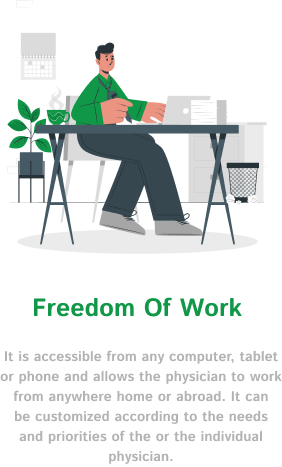 Freedom Of Work
It is accessible from any computer, tablet
or phone and allows the physician to work
from anywhere home or abroad. It can
be customized according to the needs
and priorities of the or the individual
physician.